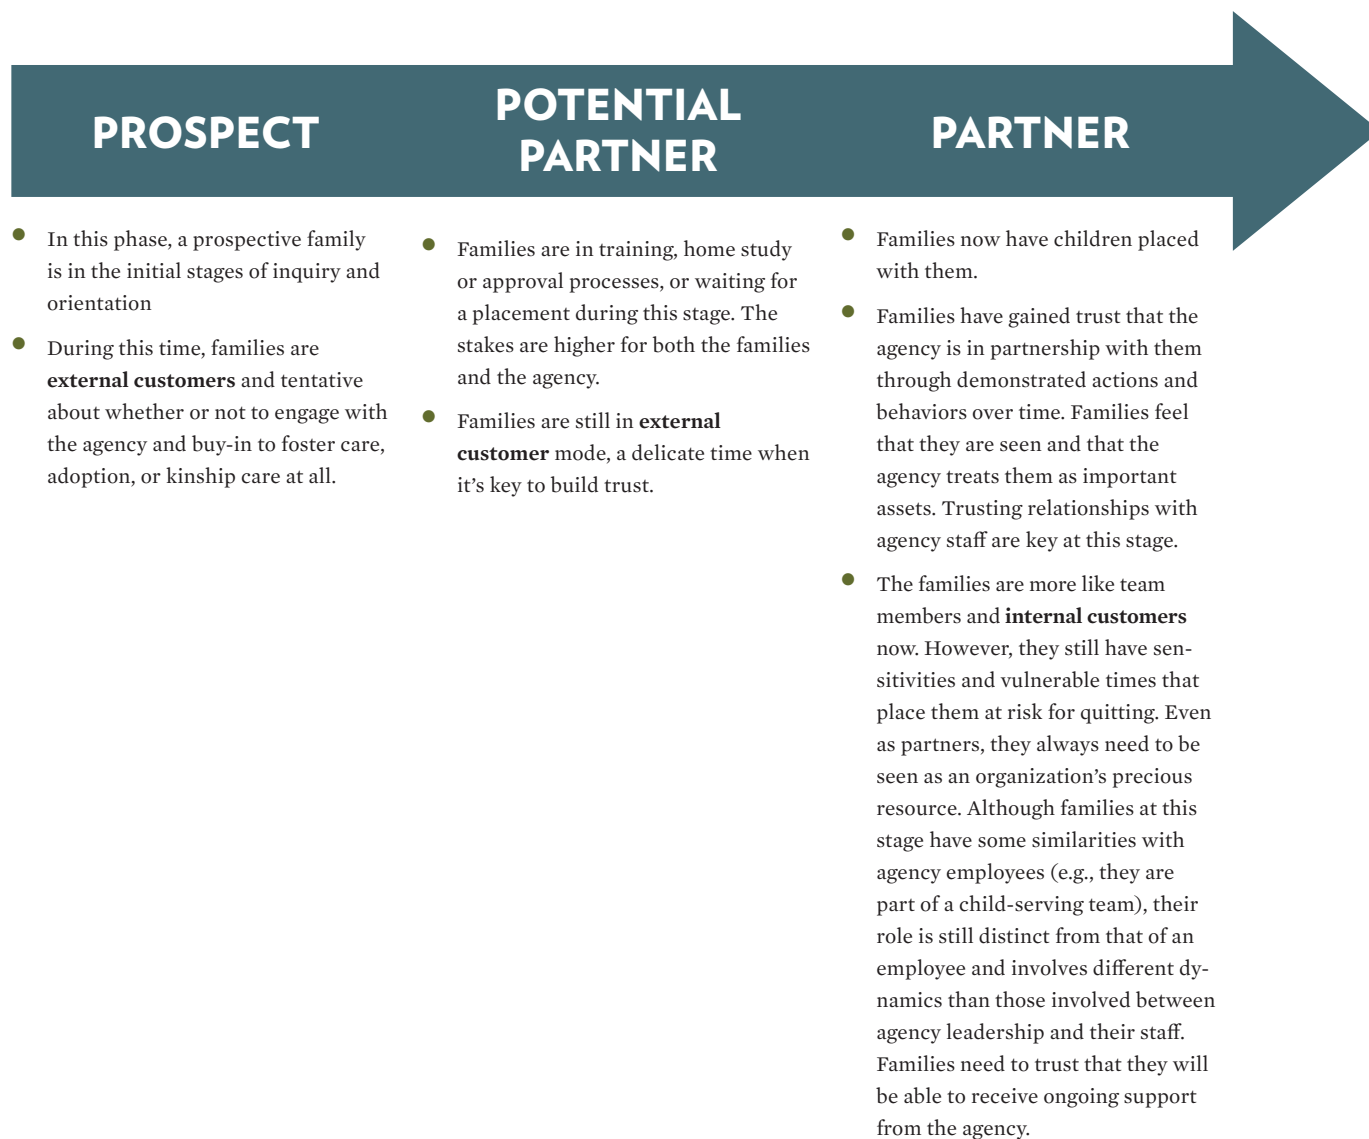 PROSPECT
POTENTIAL
PARTNER
PARTNER
In this phase, a prospective family
is in the initial stages of inquiry and
orientation
During this time, families are
external customers and tentative
about whether or not to engage with
the agency and buy-in to foster care,
adoption, or kinship care at all.
Families are in training, home study
or approval processes, or waiting for
a placement during this stage. The
stakes are higher for both the families
and the agency.
Families are still in external
customer mode, a delicate time when
it’s key to build trust.
Families now have children placed
with them.
Families have gained trust that the
agency is in partnership with them
through demonstrated actions and
behaviors over time. Families feel
that they are seen and that the
agency treats them as important
assets. Trusting relationships with
agency staff are key at this stage.
The families are more like team
members and internal customers
now. However, they still have sen-
sitivities and vulnerable times that
place them at risk for quitting. Even
as partners, they always need to be
seen as an organization’s precious
resource. Although families at this
stage have some similarities with
agency employees (e.g., they are
part of a child-serving team), their
role is still distinct from that of an
employee and involves different dy-
namics than those involved between
agency leadership and their staff.
Families need to trust that they will
be able to receive ongoing support
from the agency.